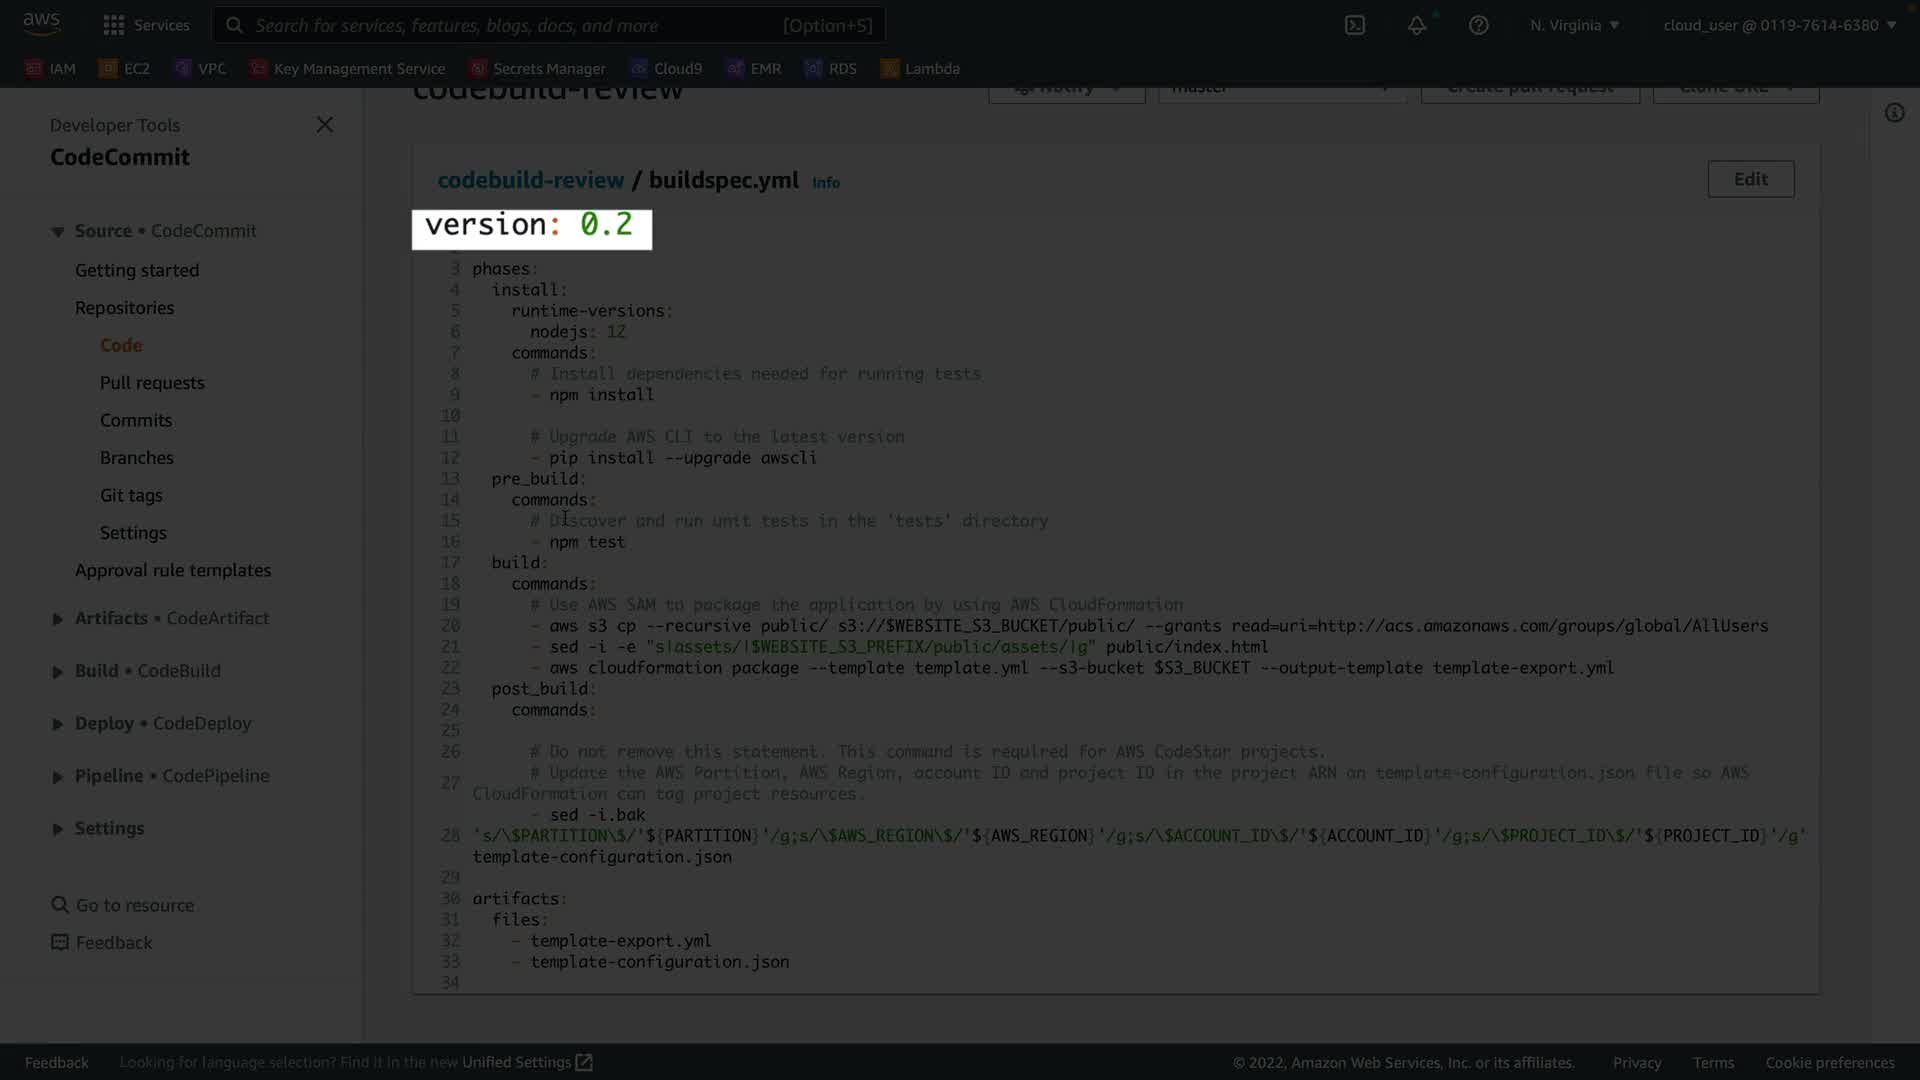 aws
Services
Search for services, features, blogs, docs, and more
[Option+S]
N. Virginia
cloud_user @ 0119-7614-6380
IAM
EC2
VPC
Key Management Service
Secrets Manager
Cloud9
EMR
RDS
Lambda
codebuild-review
Notify
master
Create pull request
Clone URL
Developer Tools
CodeCommit
Source • CodeCommit
Getting started
Repositories
Code
Pull requests
Commits
Branches
Git tags
Settings
Approval rule templates
Artifacts • CodeArtifact
Build • CodeBuild
Deploy • CodeDeploy
Pipeline • CodePipeline
Settings
Go to resource
Feedback
codebuild-review / buildspec.yml Info
Edit
version: 0.2
3 phases:
4 install:
5 runtime-versions:
6 nodejs: 12
7 commands:
8 # Install dependencies needed for running tests
9 - npm install
10
11 # Upgrade AWS CLI to the latest version
12 - pip install --upgrade awscli
13 pre_build:
14 commands:
15 # Discover and run unit tests in the 'tests' directory
16 - npm test
17 build:
18 commands:
19 # Use AWS SAM to package the application by using AWS CloudFormation
20 - aws s3 cp --recursive public/ s3://$WEBSITE_S3_BUCKET/public/ --grants read=uri=http://acs.amazonaws.com/groups/global/AllUsers
21 - sed -i -e "s|assets/|$WEBSITE_S3_PREFIX/public/assets/|g" public/index.html
22 - aws cloudformation package --template template.yml --s3-bucket $S3_BUCKET --output-template template-export.yml
23 post_build:
24 commands:
25
26 # Do not remove this statement. This command is required for AWS CodeStar projects.
27 # Update the AWS Partition, AWS Region, account ID and project ID in the project ARN on template-configuration.json file so AWS
CloudFormation can tag project resources.
- sed -i.bak
28 's/\$PARTITION\$/'${PARTITION}'/g;s/\$AWS_REGION\$/'${AWS_REGION}'/g;s/\$ACCOUNT_ID\$/'${ACCOUNT_ID}'/g;s/\$PROJECT_ID\$/'${PROJECT_ID}'/g'
template-configuration.json
29
30 artifacts:
31 files:
32 - template-export.yml
33 - template-configuration.json
34
Feedback
Looking for language selection? Find it in the new Unified Settings
© 2022, Amazon Web Services, Inc. or its affiliates.
Privacy
Terms
Cookie preferences